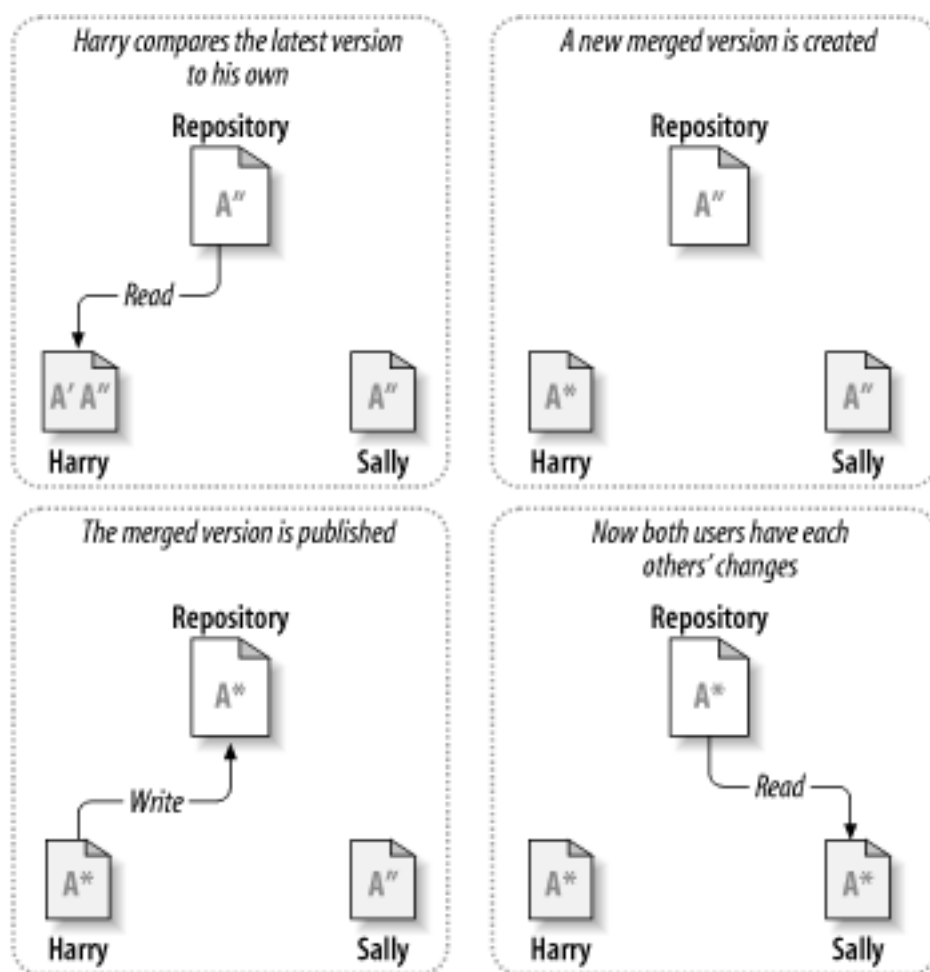 Harry compares the latest version
to his own
Repository
A″
Read
A′ A″
A″
Harry
Sally
A new merged version is created
Repository
A″
A*
A″
Harry
Sally
The merged version is published
Repository
A*
Write
A*
A″
Harry
Sally
Now both users have each
others’ changes
Repository
A*
Read
A*
A*
Harry
Sally